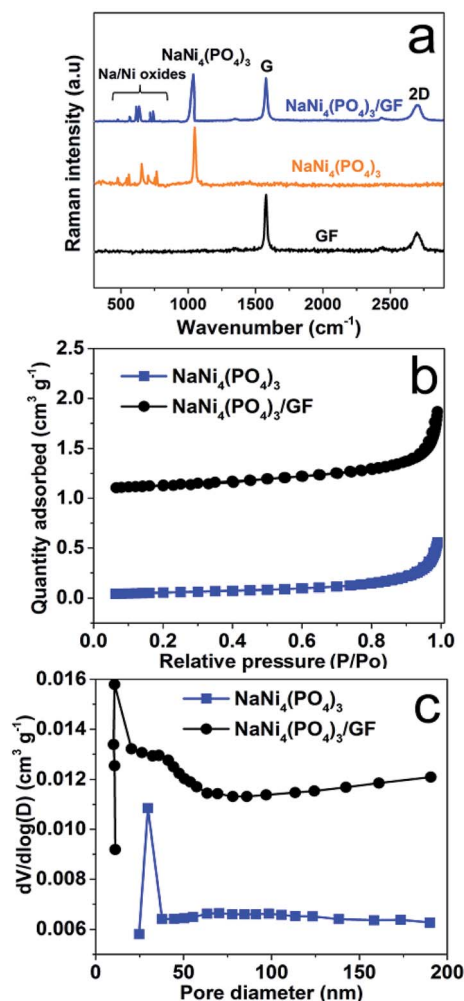 a
NaNi₄(PO₄)₃
G
Na/Ni oxides
2D
NaNi₄(PO₄)₃/GF
NaNi₄(PO₄)₃
GF
Raman intensity (a.u)
500 1000 1500 2000 2500
Wavenumber (cm⁻¹)
b
NaNi₄(PO₄)₃
NaNi₄(PO₄)₃/GF
Quantity adsorbed (cm³ g⁻¹)
2.5
2.0
1.5
1.0
0.5
0.0
0.0 0.2 0.4 0.6 0.8 1.0
Relative pressure (P/Po)
c
NaNi₄(PO₄)₃
NaNi₄(PO₄)₃/GF
dV/dlog(D) (cm³ g⁻¹)
0.016
0.014
0.012
0.010
0.008
0.006
0 50 100 150 200
Pore diameter (nm)